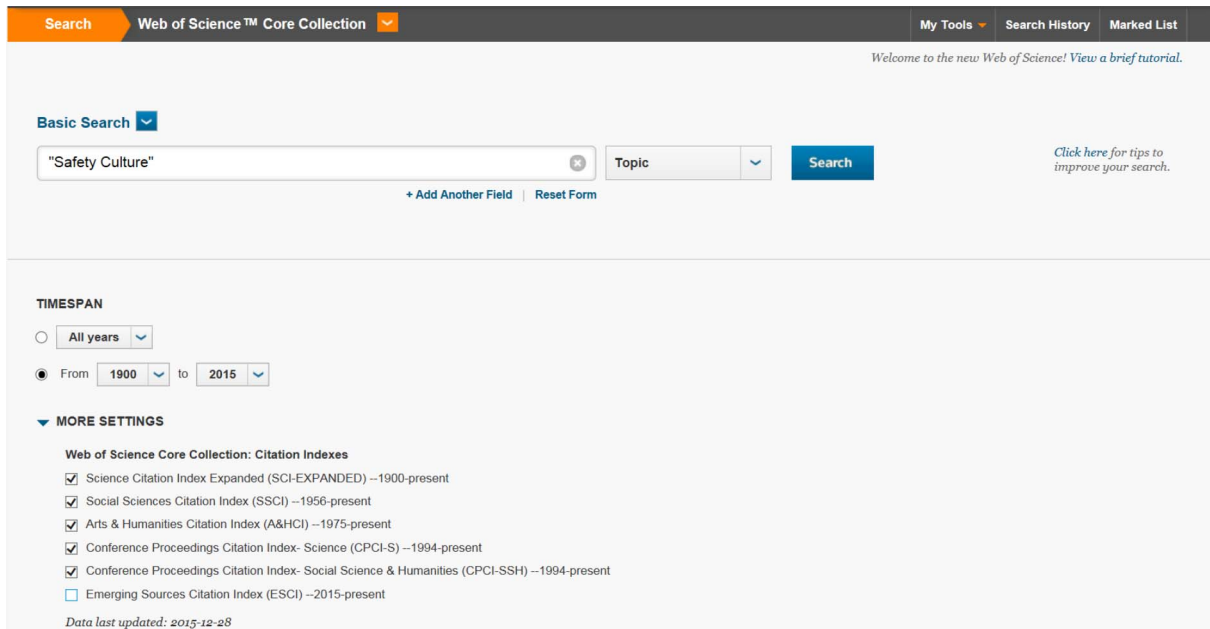 Search Web of Science™ Core Collection My Tools Search History Marked List
Welcome to the new Web of Science! View a brief tutorial.
Basic Search
"Safety Culture" Topic Search Click here for tips to
improve your search.
+ Add Another Field | Reset Form
TIMESPAN
All years
From 1900 to 2015
MORE SETTINGS
Web of Science Core Collection: Citation Indexes
Science Citation Index Expanded (SCI-EXPANDED) --1900-present
Social Sciences Citation Index (SSCI) --1956-present
Arts & Humanities Citation Index (A&HCI) --1975-present
Conference Proceedings Citation Index- Science (CPCI-S) --1994-present
Conference Proceedings Citation Index- Social Science & Humanities (CPCI-SSH) --1994-present
Emerging Sources Citation Index (ESCI) --2015-present
Data last updated: 2015-12-28